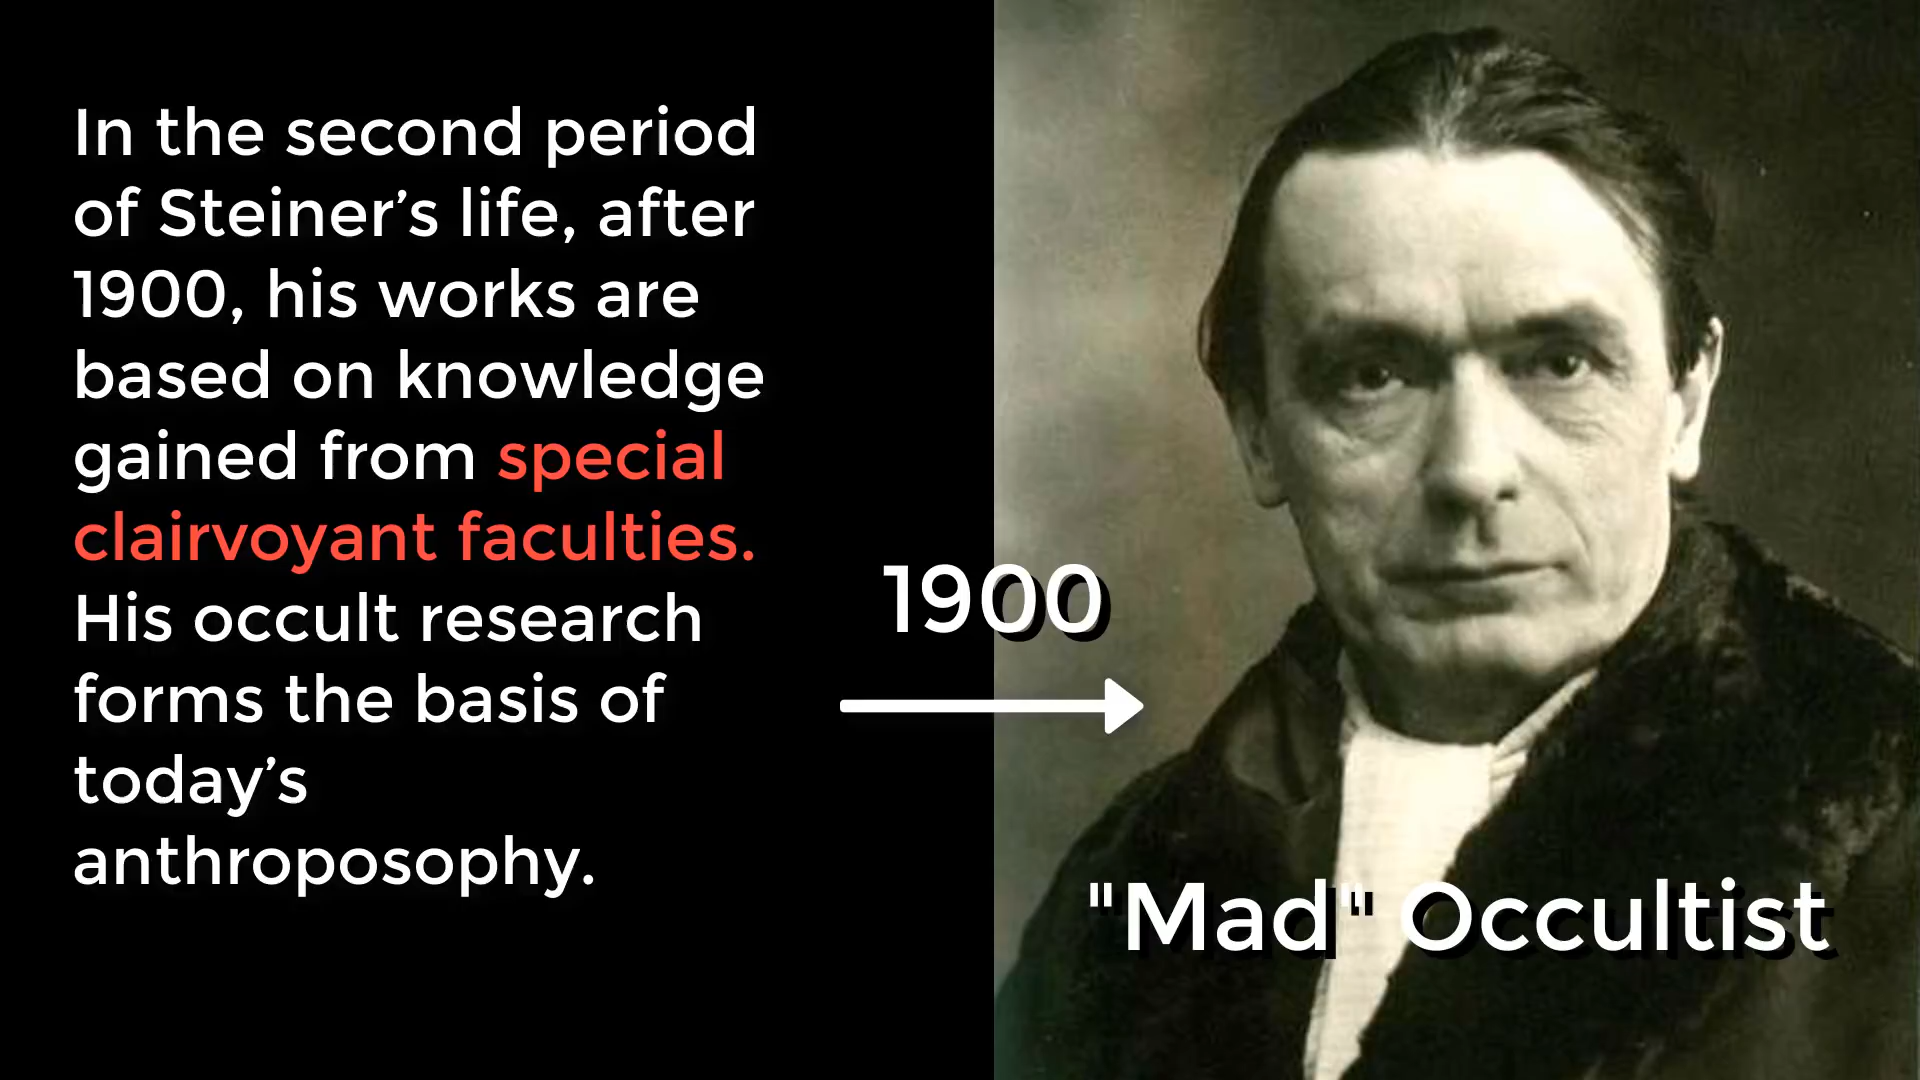 In the second period
of Steiner’s life, after
1900, his works are
based on knowledge
gained from special
clairvoyant faculties.
His occult research
forms the basis of
today’s
anthroposophy.
1900
"Mad" Occultist